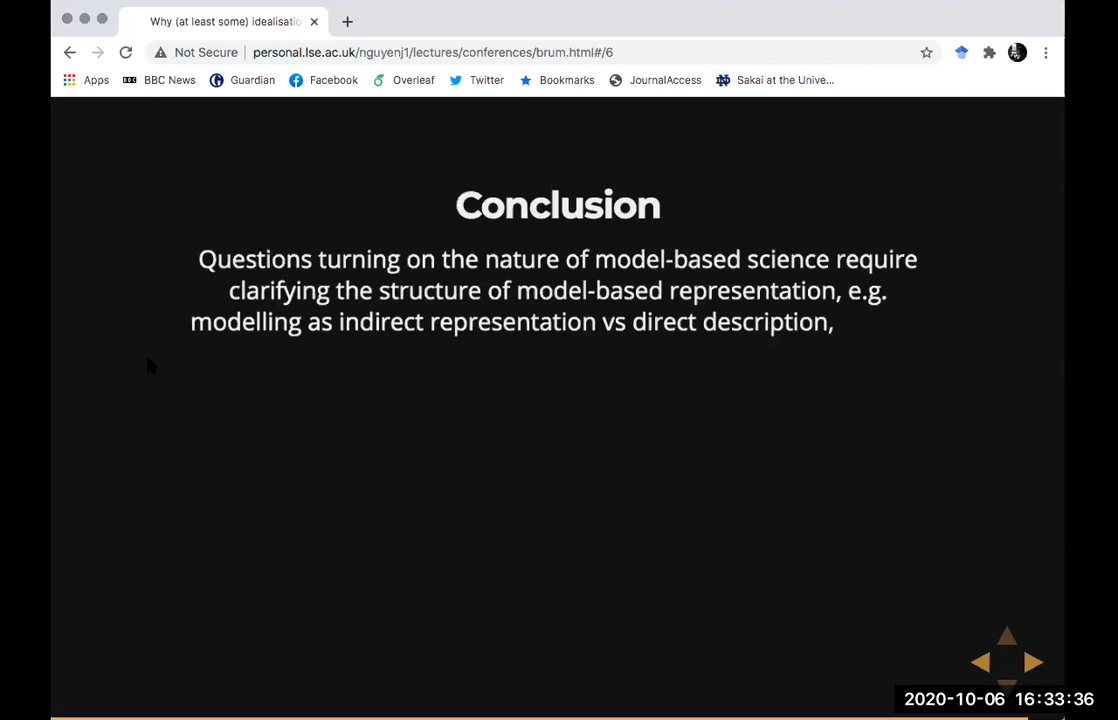 Why (at least some) idealisatio
Not Secure personal.lse.ac.uk/nguyenj1/lectures/conferences/brum.html#/6
Apps BBC News Guardian Facebook Overleaf Twitter Bookmarks JournalAccess Sakai at the Unive...
Conclusion
Questions turning on the nature of model-based science require
clarifying the structure of model-based representation, e.g.
modelling as indirect representation vs direct description,
2020-10-06 16:33:36